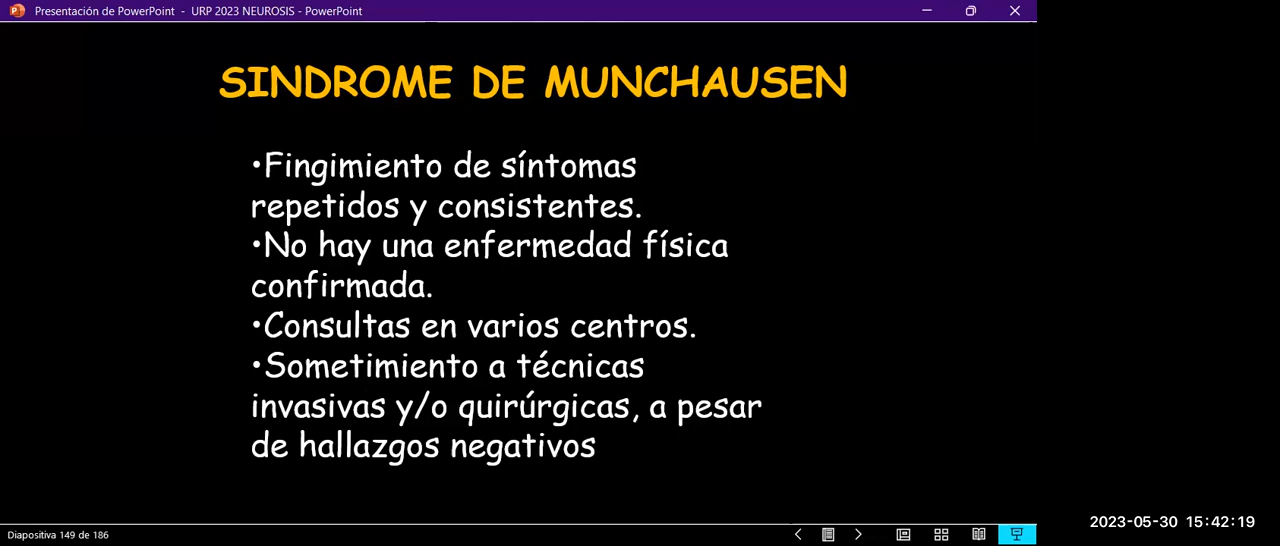 Presentación de PowerPoint - URP 2023 NEUROSIS - PowerPoint
SINDROME DE MUNCHAUSEN
•Fingimiento de síntomas
repetidos y consistentes.
•No hay una enfermedad física
confirmada.
•Consultas en varios centros.
•Sometimiento a técnicas
invasivas y/o quirúrgicas, a pesar
de hallazgos negativos
2023-05-30 15:42:19
Diapositiva 149 de 186